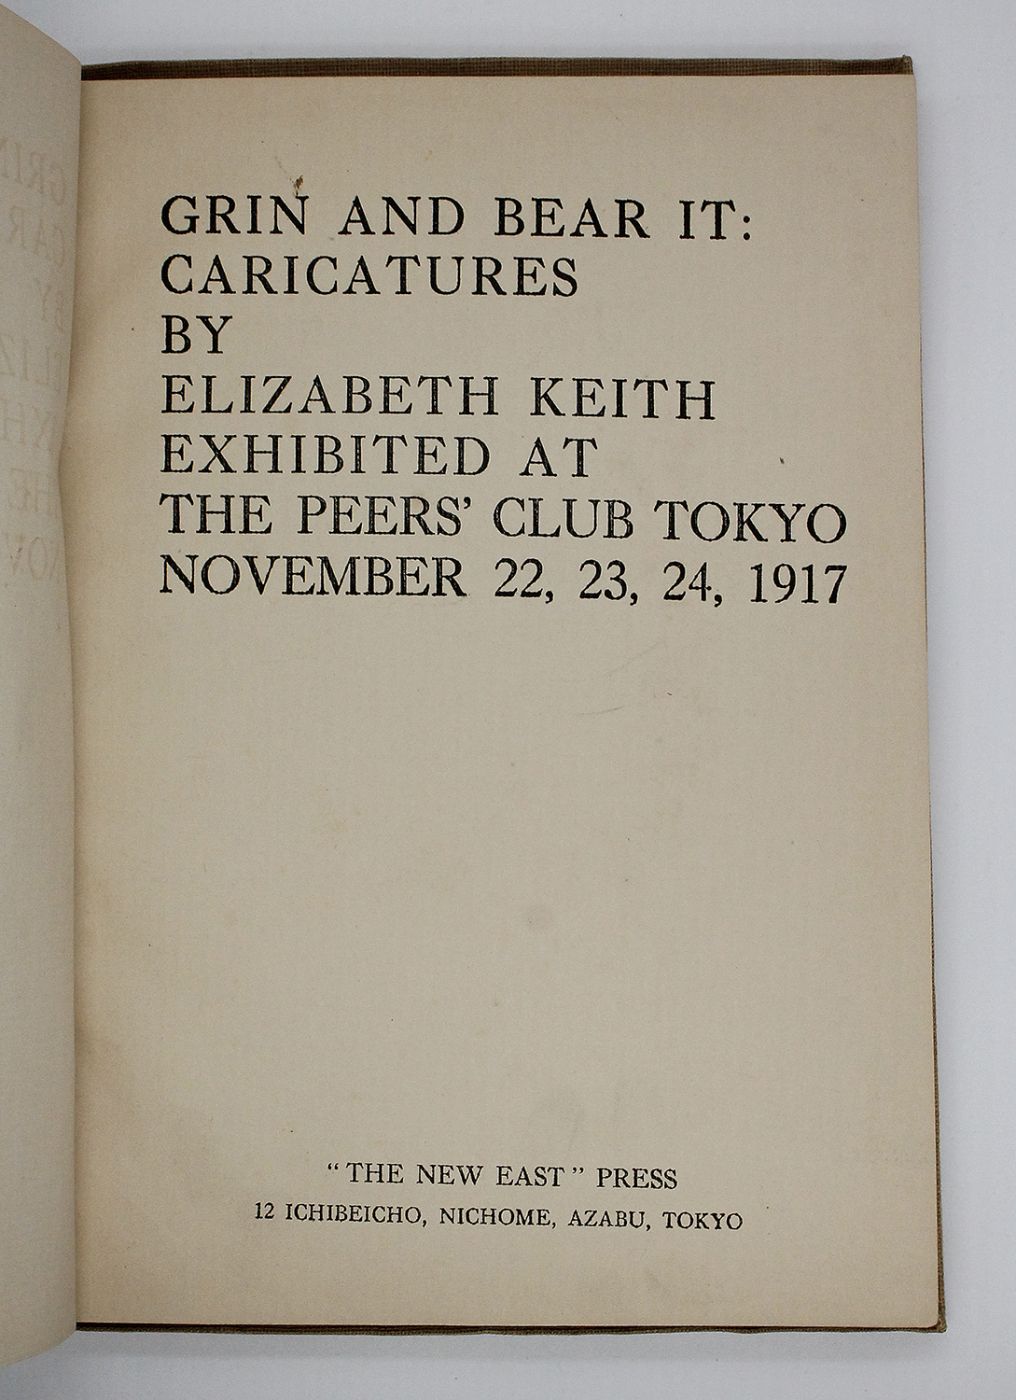 GRIN AND BEAR IT:
CARICATURES
BY
ELIZABETH KEITH
EXHIBITED AT
THE PEERS’ CLUB TOKYO
NOVEMBER 22, 23, 24, 1917
“THE NEW EAST” PRESS
12 ICHIBEICHO, NICHOME, AZABU, TOKYO